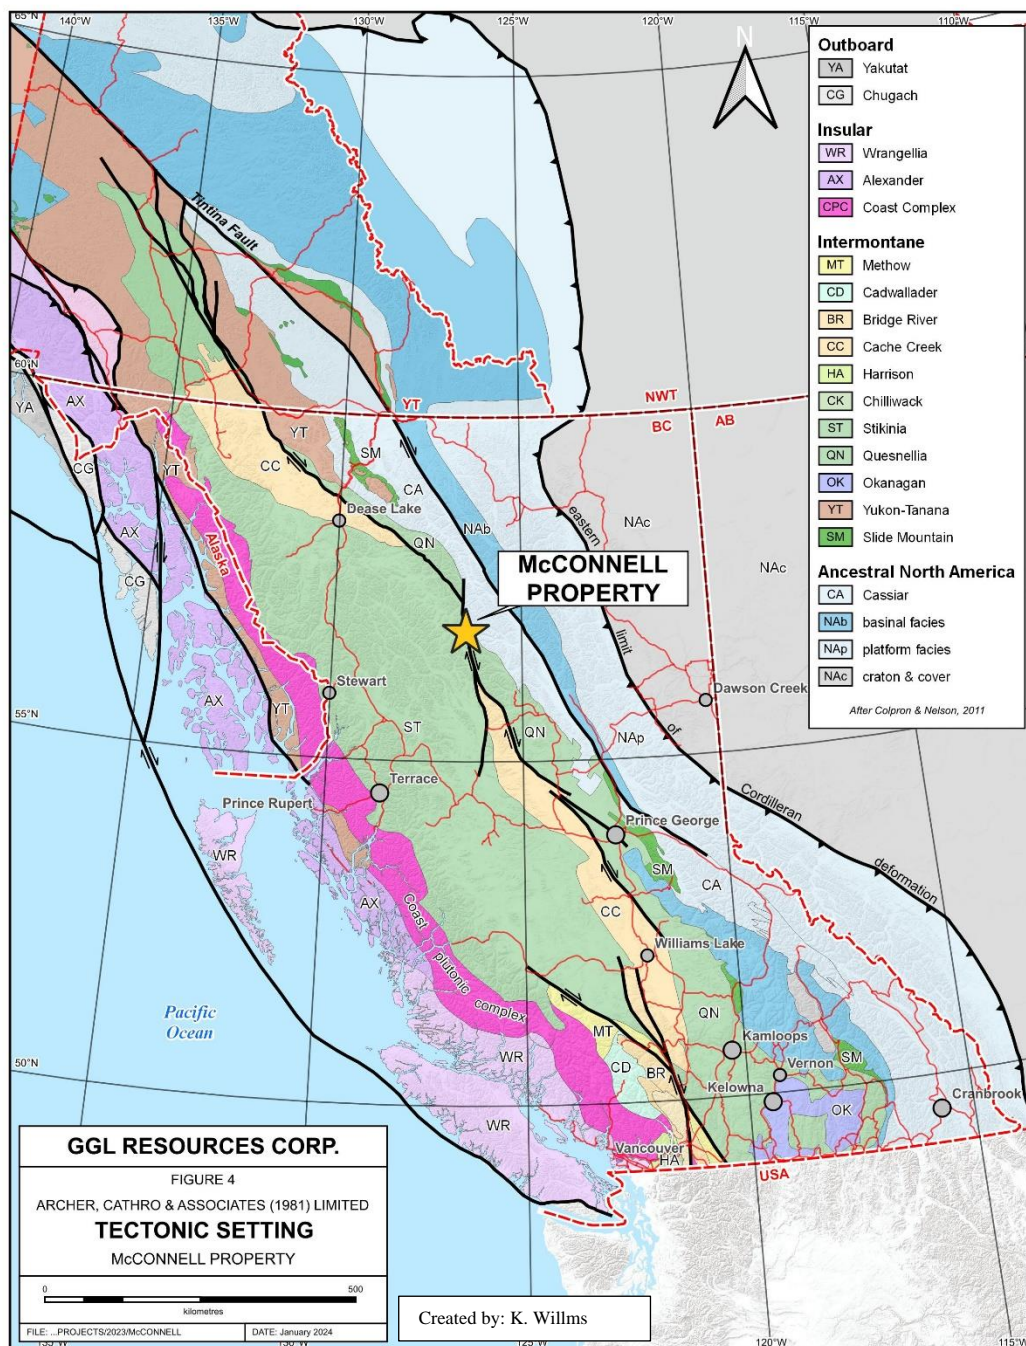 65°N
140°W
135°W
130°W
125°W
120°W
115°W
110°W
N
Outboard
YA Yakutat
CG Chugach
Insular
WR Wrangellia
AX Alexander
CPC Coast Complex
Intermontane
MT Methow
CD Cadwallader
BR Bridge River
CC Cache Creek
HA Harrison
CK Chilliwack
ST Stikinia
QN Quesnellia
OK Okanagan
YT Yukon-Tanana
SM Slide Mountain
Ancestral North America
CA Cassiar
NAb basinal facies
NAp platform facies
NAc craton & cover
After Colpron & Nelson, 2011
Tintina Fault
60°N
YA
AX
CG
YT
YT
CC
YT
SM
CA
NWT
BC
AB
NAb
NAc
NAc
Dease Lake
QN
eastern
limit
of
Cordilleran
deformation
McCONNELL
PROPERTY
Alaska
AX
CG
AX
YT
Stewart
ST
QN
NAp
Dawson Creek
55°N
Terrace
Prince Rupert
Prince George
WR
AX
SM
CA
CC
Coast
plutonic
complex
Williams Lake
Pacific
Ocean
MT
QN
WR
CD
BR
Kamloops
Vernon
SM
50°N
Kelowna
OK
Cranbrook
WR
Vancouver
HA
USA
GGL RESOURCES CORP.
FIGURE 4
ARCHER, CATHRO & ASSOCIATES (1981) LIMITED
TECTONIC SETTING
McCONNELL PROPERTY
0 500
kilometres
FILE: ...PROJECTS/2023/McCONNELL
DATE: January 2024
Created by: K. Willms
135°W
130°W
125°W
120°W
115°W